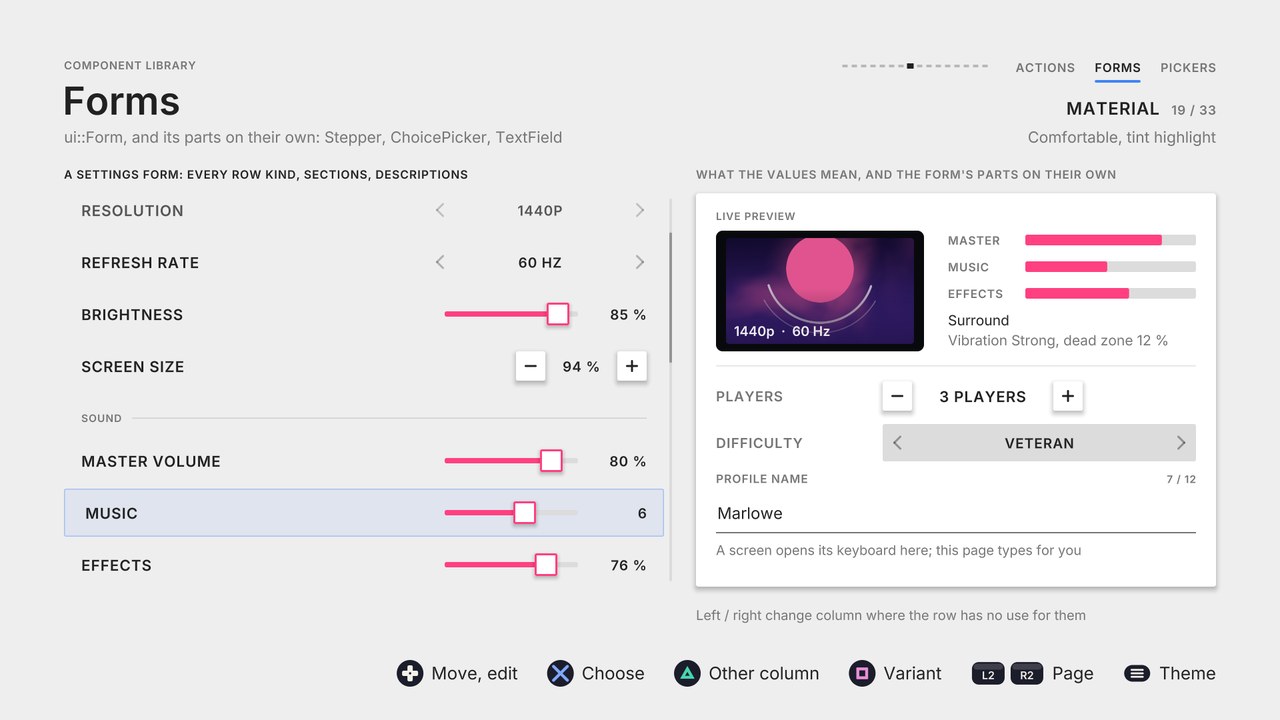 COMPONENT LIBRARY
Forms
ui::Form, and its parts on their own: Stepper, ChoicePicker, TextField
ACTIONS FORMS PICKERS
MATERIAL 19 / 33
Comfortable, tint highlight
A SETTINGS FORM: EVERY ROW KIND, SECTIONS, DESCRIPTIONS
RESOLUTION 1440P
REFRESH RATE 60 HZ
BRIGHTNESS 85 %
SCREEN SIZE 94 %
SOUND
MASTER VOLUME 80 %
MUSIC 6
EFFECTS 76 %
WHAT THE VALUES MEAN, AND THE FORM'S PARTS ON THEIR OWN
LIVE PREVIEW
1440p · 60 Hz
MASTER
MUSIC
EFFECTS
Surround
Vibration Strong, dead zone 12 %
PLAYERS 3 PLAYERS
DIFFICULTY VETERAN
PROFILE NAME 7 / 12
Marlowe
A screen opens its keyboard here; this page types for you
Left / right change column where the row has no use for them
Move, edit Choose Other column Variant L2 R2 Page Theme